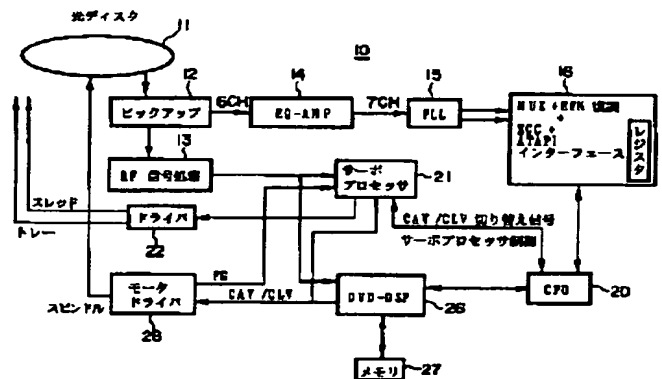 光ディスク
11
10
12
14
15
16
ピックアップ
6CH
EQ-AMP
7CH
PLL
MUX+EFM 復調
+
ECC+
ATAPI
インターフェース
レジスタ
13
RF 信号処理
サーボ
プロセッサ
21
スレッド
トレー
ドライバ
22
CAV/CLV 切り替え信号
サーボプロセッサ制御
FG
モータ
ドライバ
スピンドル
CAV/CLV
DVD-DSP
26
CPU
20
メモリ
27